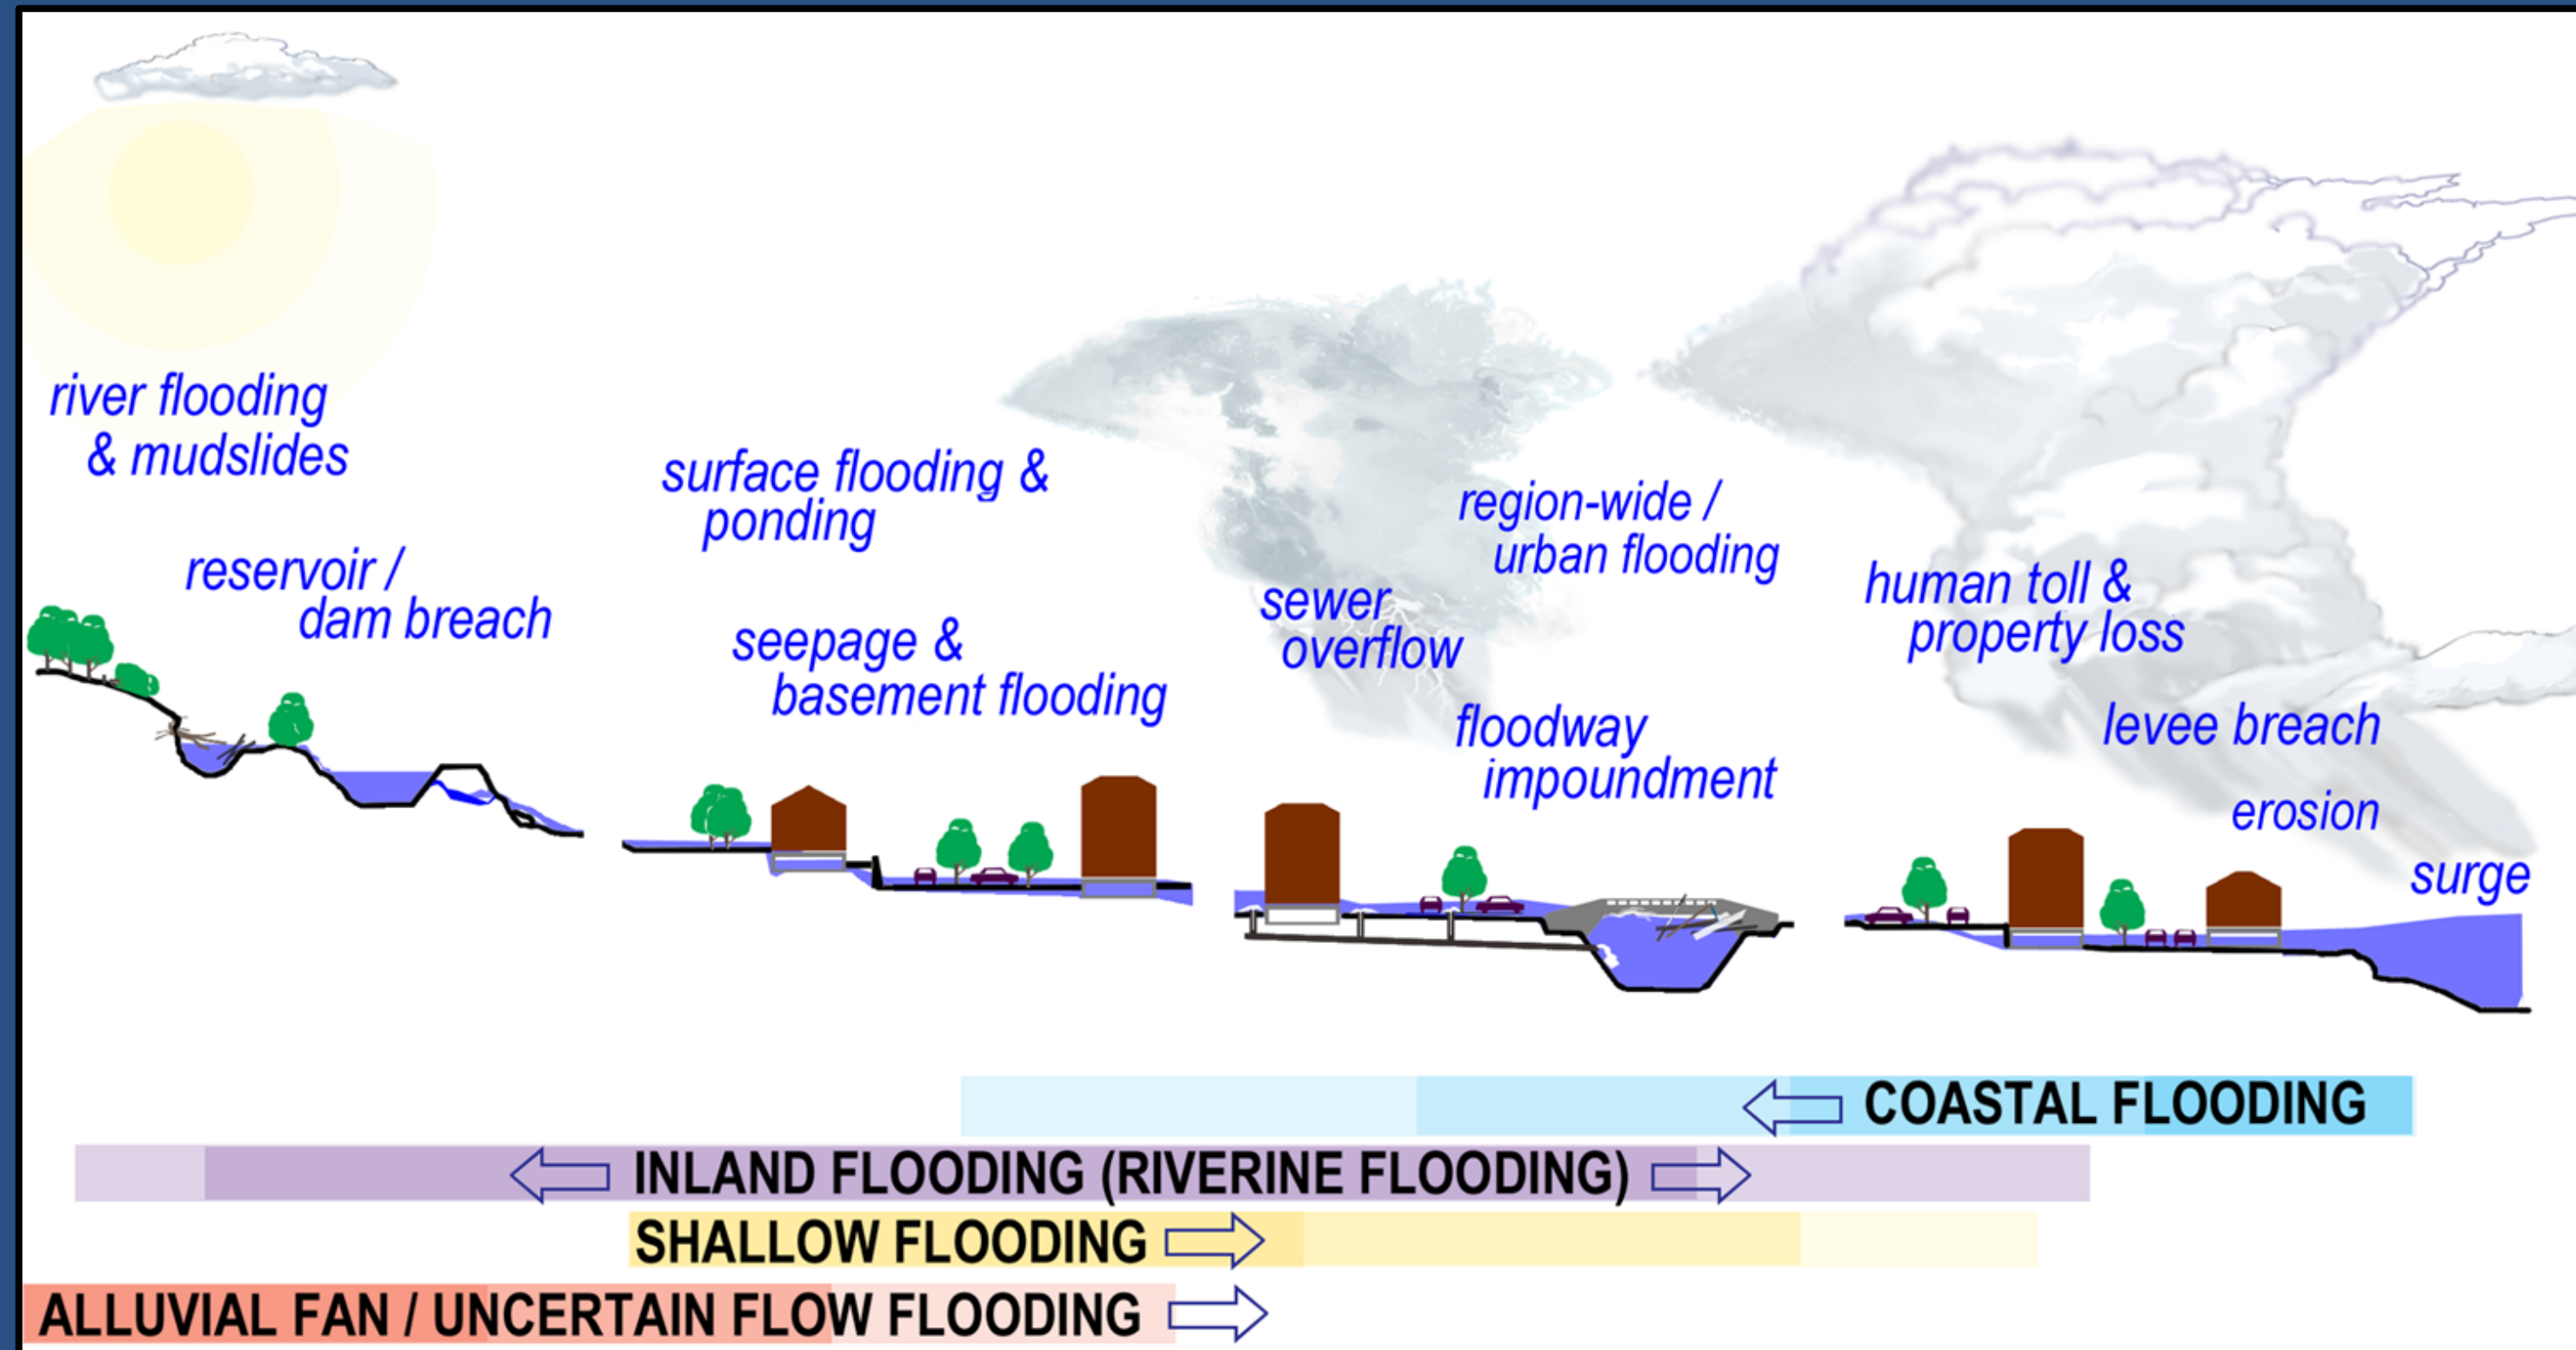 river flooding
& mudslides
reservoir /
dam breach
surface flooding &
ponding
seepage &
basement flooding
sewer
overflow
region-wide /
urban flooding
floodway
impoundment
human toll &
property loss
levee breach
erosion
surge
COASTAL FLOODING
INLAND FLOODING (RIVERINE FLOODING)
SHALLOW FLOODING
ALLUVIAL FAN / UNCERTAIN FLOW FLOODING